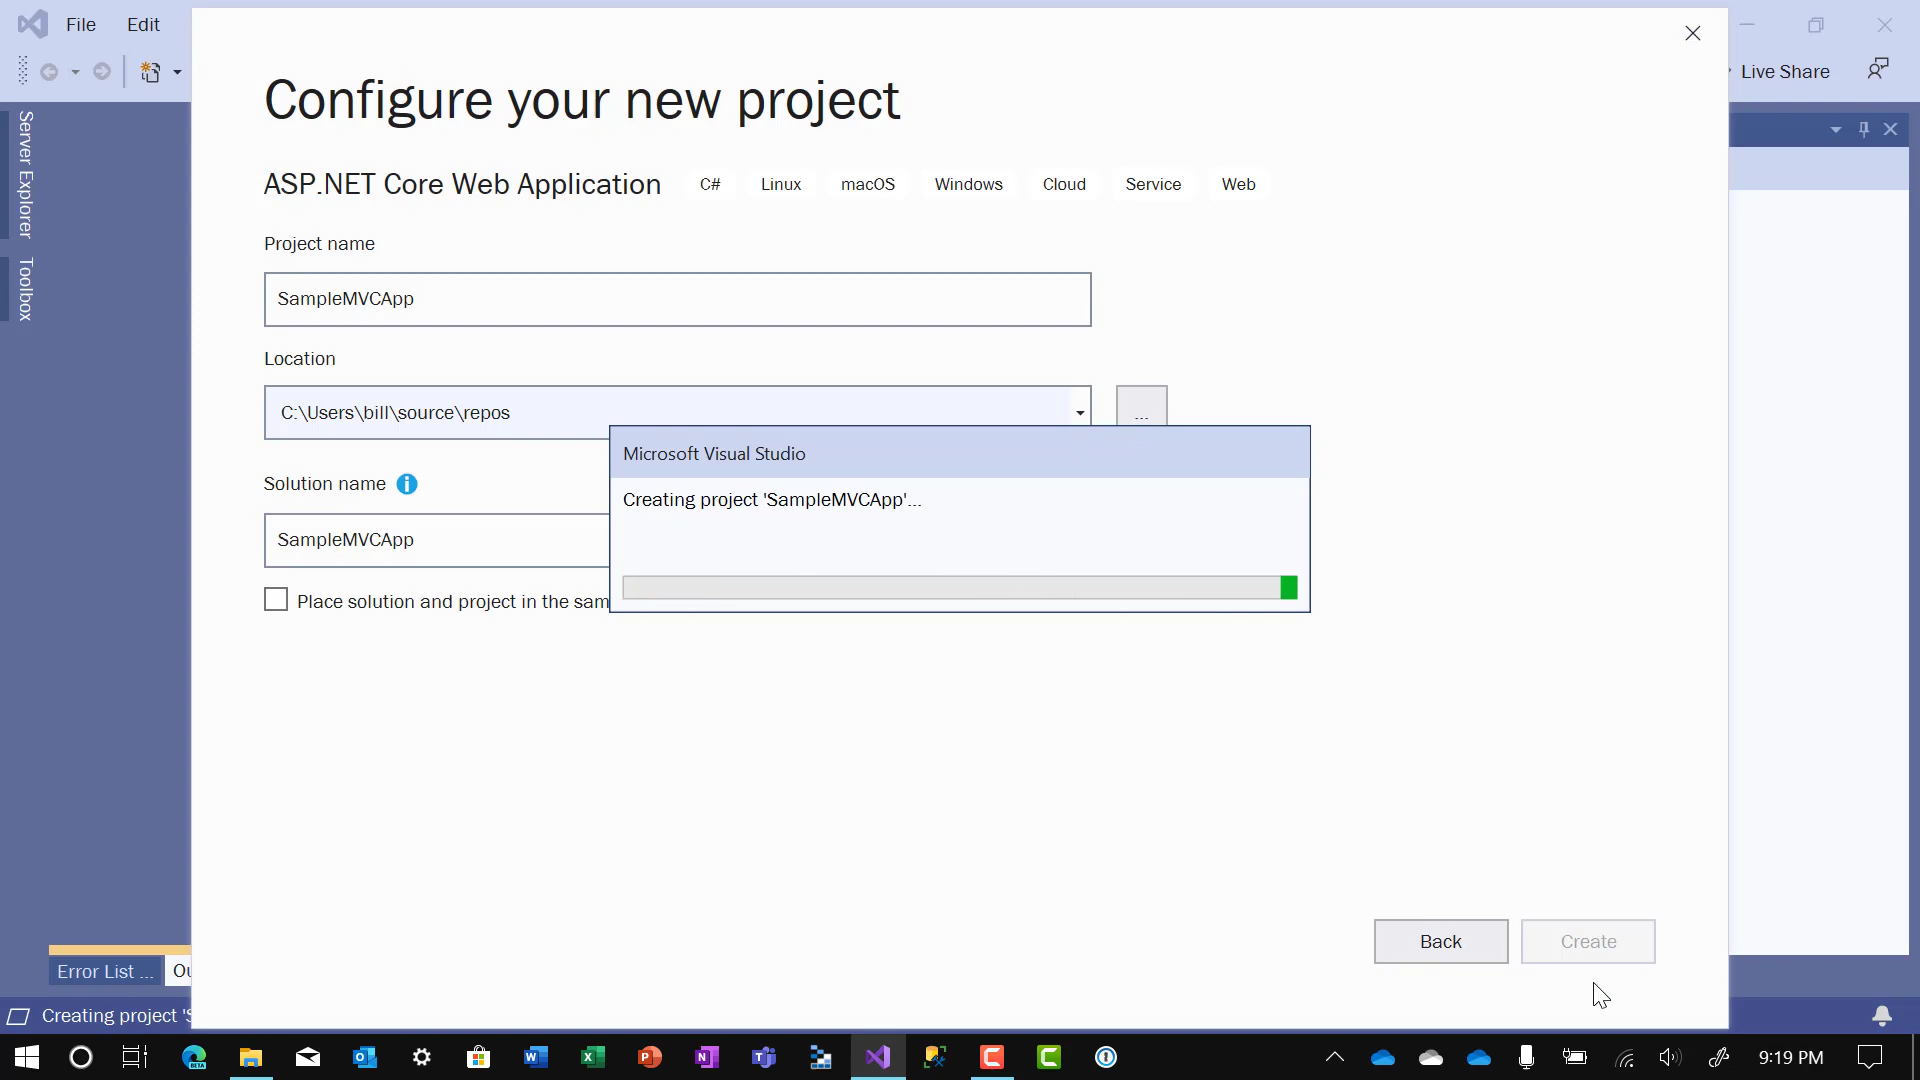 File Edit
Live Share
Server Explorer
Toolbox
Configure your new project
ASP.NET Core Web Application C# Linux macOS Windows Cloud Service Web
Project name
SampleMVCApp
Location
C:\Users\bill\source\repos
...
Solution name
SampleMVCApp
Place solution and project in the sam
Microsoft Visual Studio
Creating project 'SampleMVCApp'...
Back Create
Error List ... Ou
Creating project 'S
BETA
9:19 PM